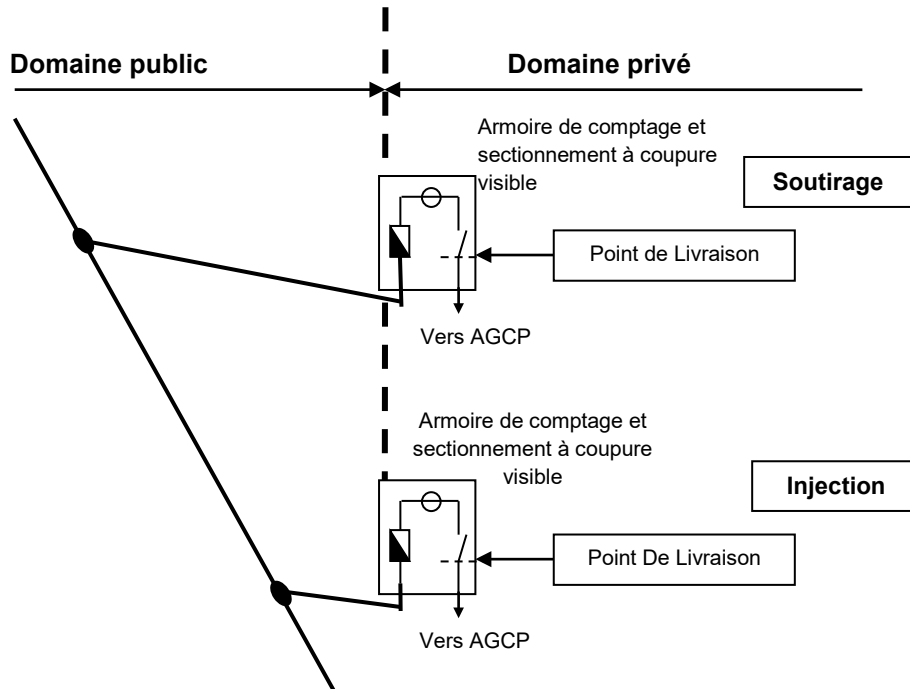 Domaine public
Domaine privé
Armoire de comptage et
sectionnement à coupure
visible
Soutirage
Point de Livraison
Vers AGCP
Armoire de comptage et
sectionnement à coupure
visible
Injection
Point De Livraison
Vers AGCP